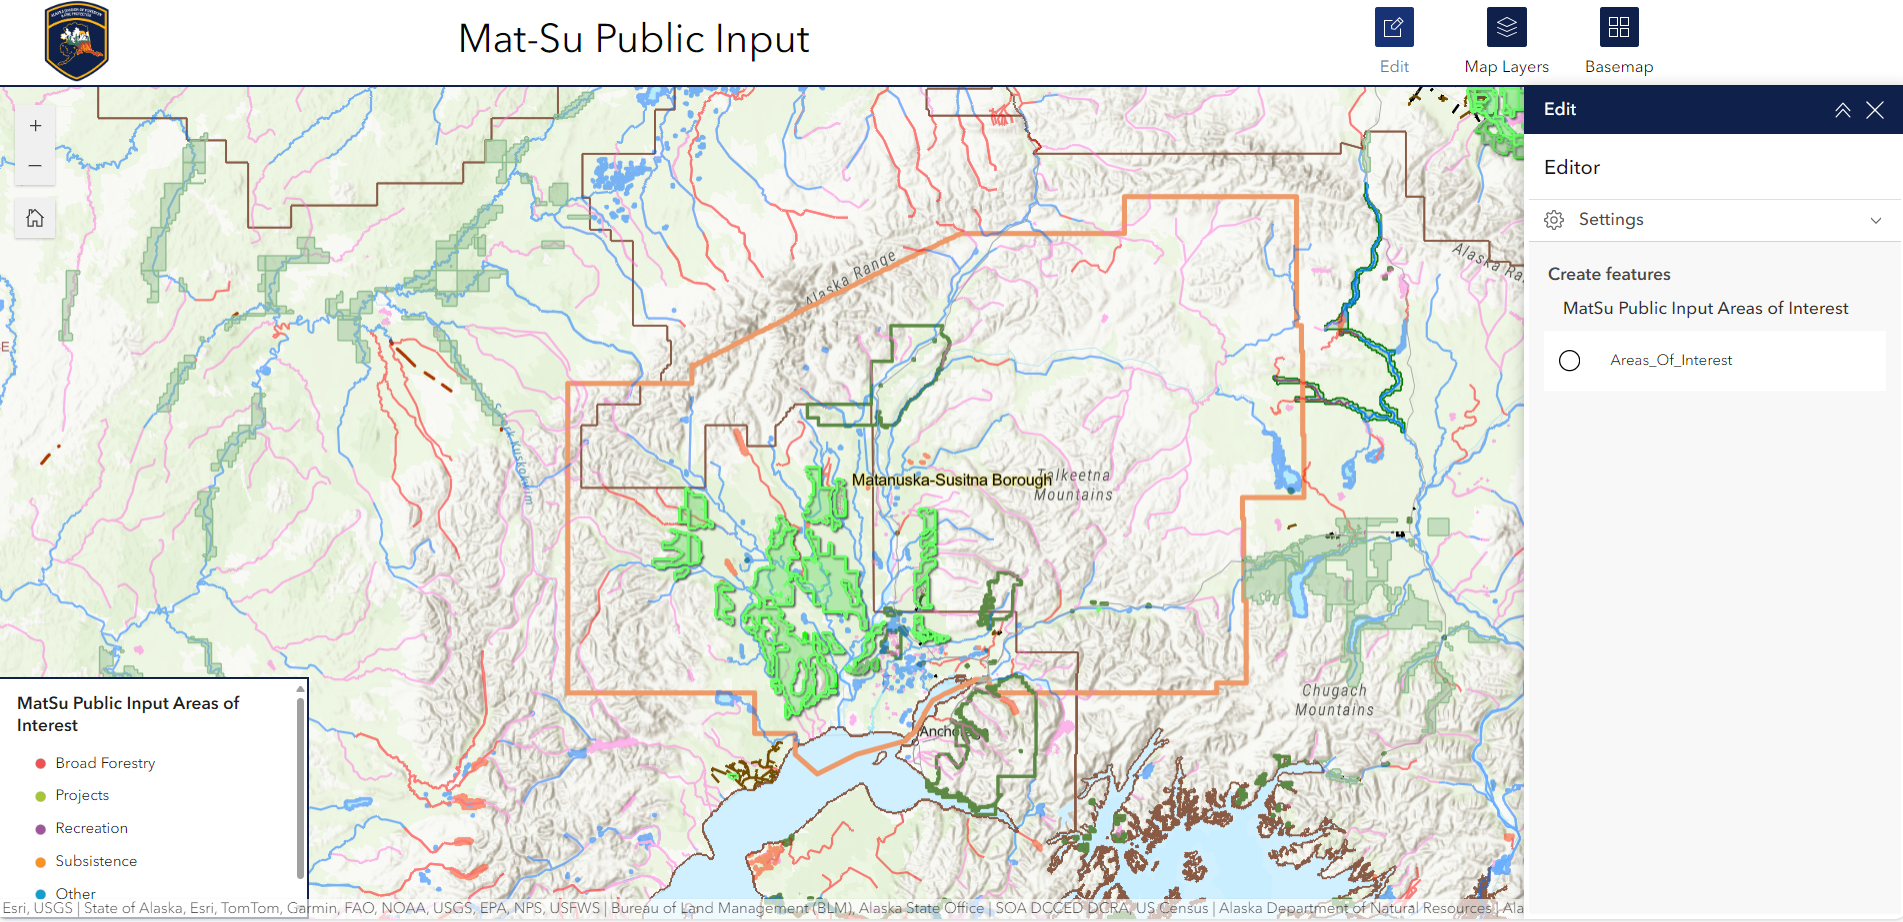 Mat-Su Public Input
Edit
Map Layers
Basemap
Edit
Editor
Settings
Create features
MatSu Public Input Areas of Interest
Areas_Of_Interest
+
−
Alaska Range
Alaska Ra
E
Matanuska-Susitna Borough
Talkeetna
Mountains
Chugach
Mountains
Ancho
MatSu Public Input Areas of
Interest
Broad Forestry
Projects
Recreation
Subsistence
Other
Esri, USGS | State of Alaska, Esri, TomTom, Garmin, FAO, NOAA, USGS, EPA, NPS, USFWS | Bureau of Land Management (BLM), Alaska State Office | SOA DCCED DCRA, US Census | Alaska Department of Natural Resources | Ala